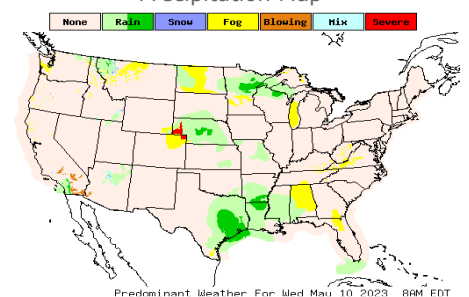 Precipitation Map
None Rain Snow Fog Blowing Mix Severe
Predominant Weather For Wed May 10 2023 8AM EDT